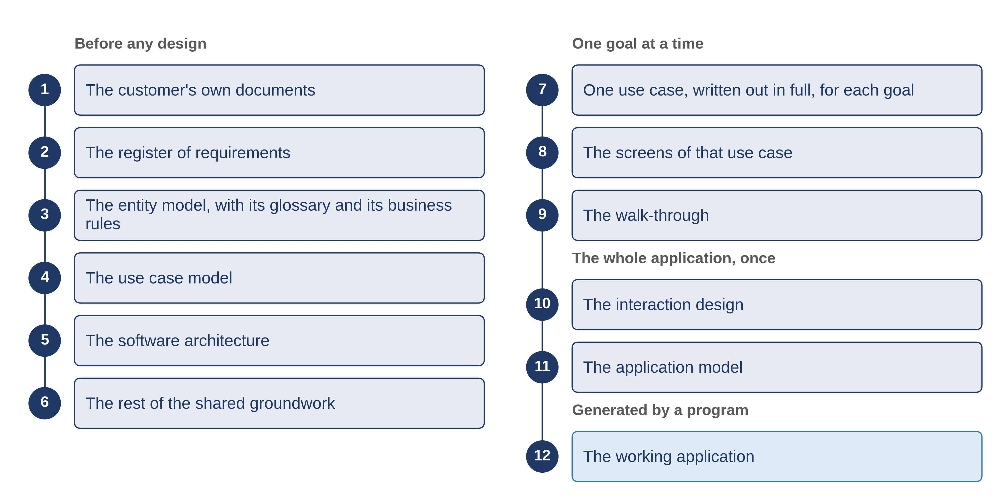 Before any design
1
The customer's own documents
2
The register of requirements
3
The entity model, with its glossary and its business
rules
4
The use case model
5
The software architecture
6
The rest of the shared groundwork
One goal at a time
7
One use case, written out in full, for each goal
8
The screens of that use case
9
The walk-through
The whole application, once
10
The interaction design
11
The application model
Generated by a program
12
The working application